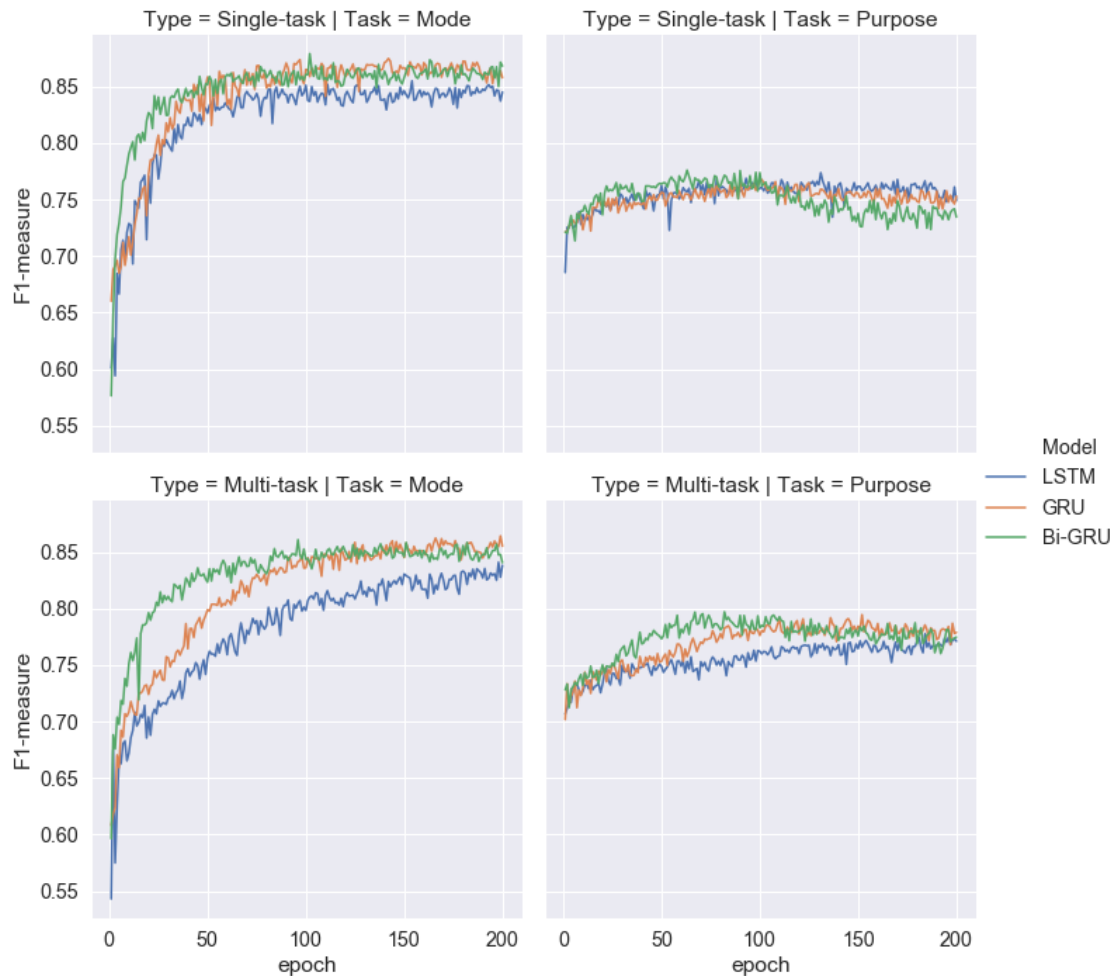 Type = Single-task | Task = Mode
Type = Single-task | Task = Purpose
F1-measure
0.85
0.80
0.75
0.70
0.65
0.60
0.55
Model
LSTM
GRU
Bi-GRU
Type = Multi-task | Task = Mode
Type = Multi-task | Task = Purpose
F1-measure
0.85
0.80
0.75
0.70
0.65
0.60
0.55
0 50 100 150 200
0 50 100 150 200
epoch
epoch